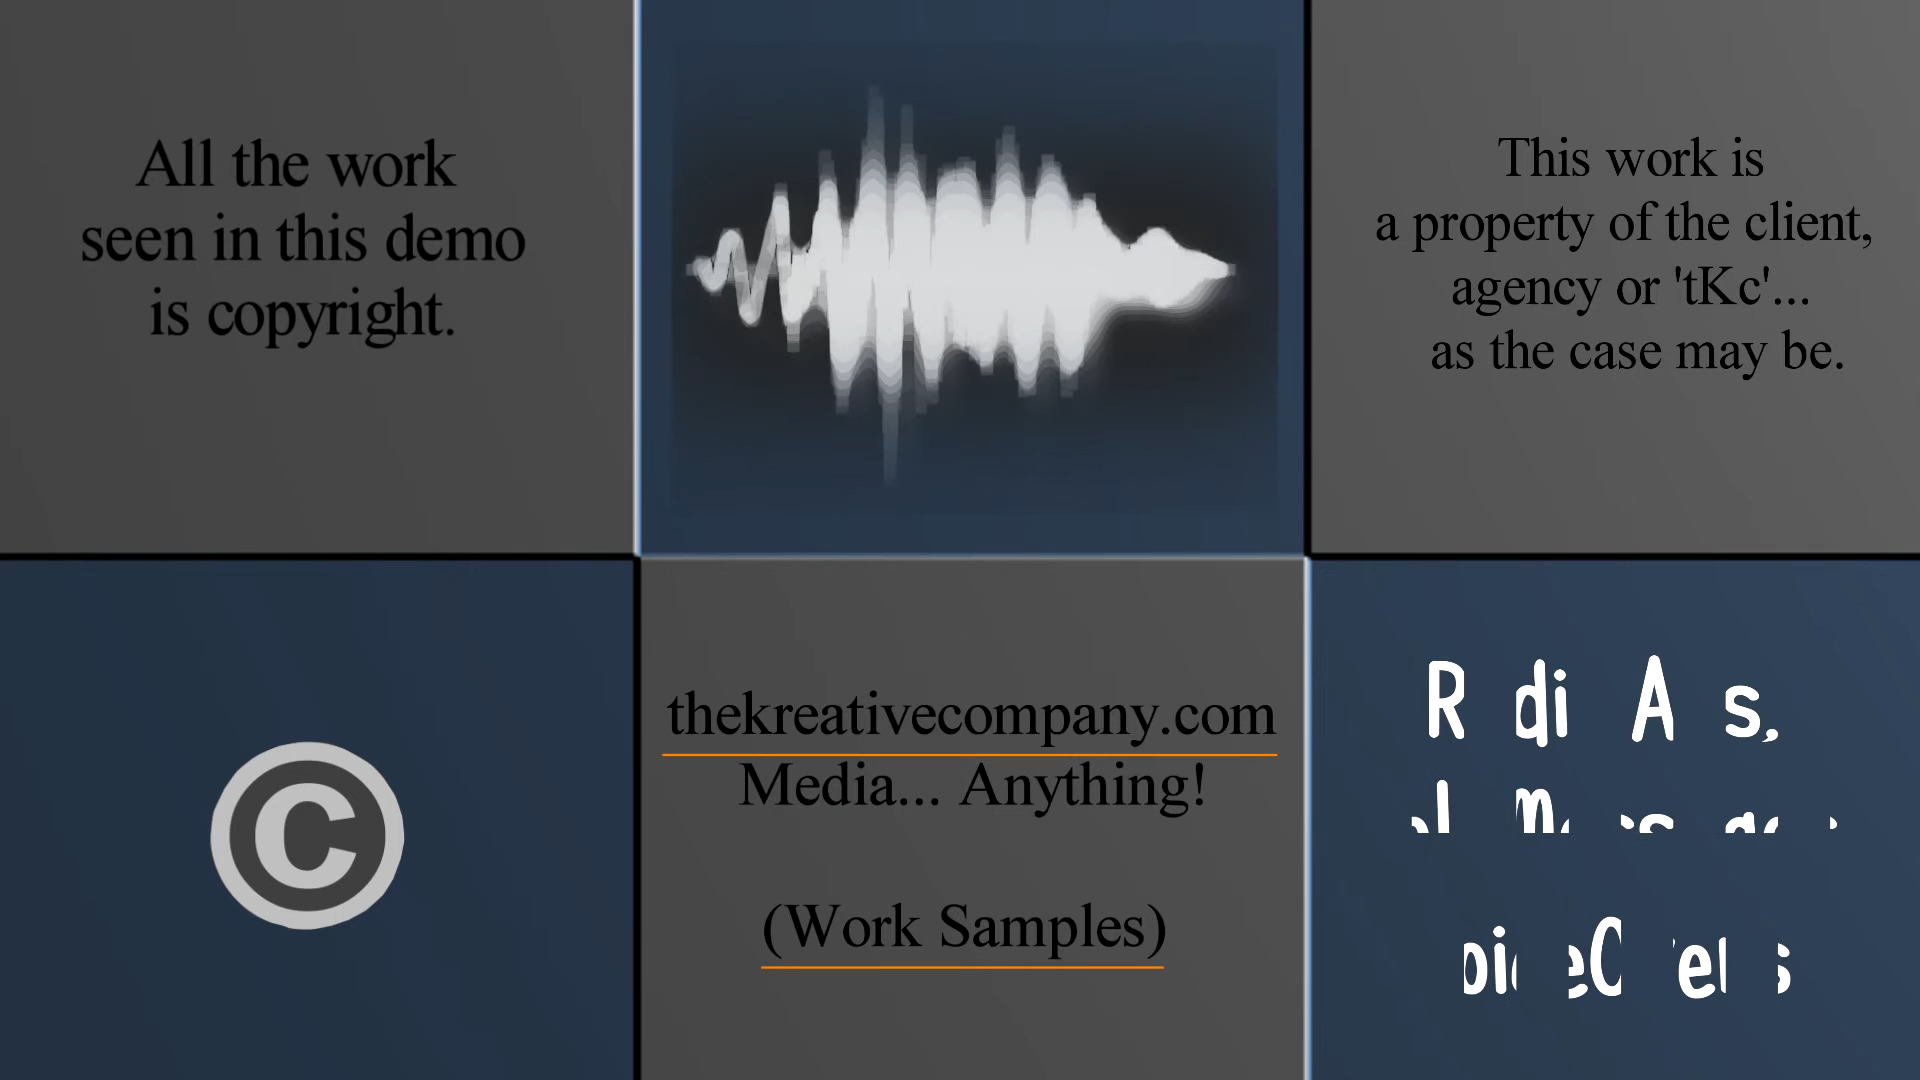 All the work
seen in this demo
is copyright.
This work is
a property of the client,
agency or 'tKc'...
as the case may be.
©
thekreativecompany.com
Media... Anything!
(Work Samples)